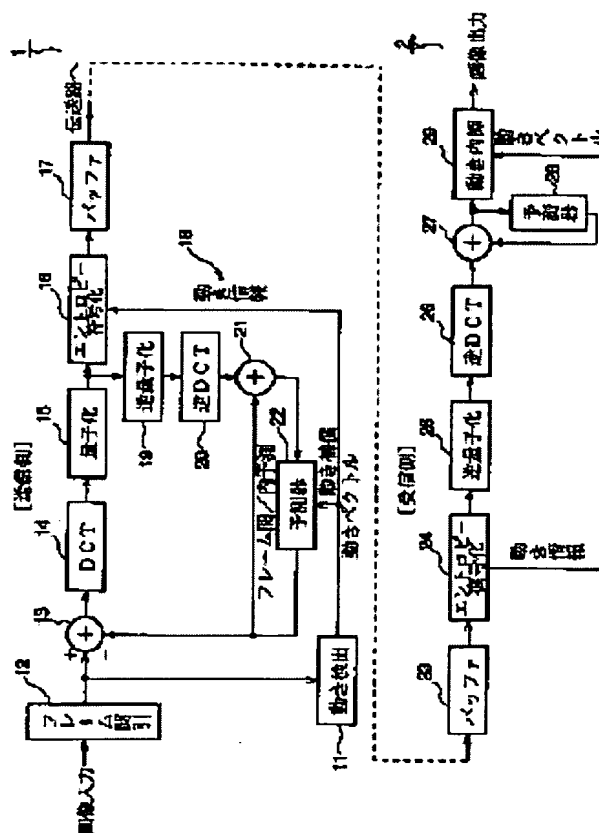 1
[送信側]
画像入力
12
フレーム間引
13
+
−
+
14
DCT
15
量子化
16
エントロピー
符号化
17
バッファ
伝送路
18
動き情報
19
逆量子化
20
逆DCT
21
+
22
予測器
フレーム間/内予測
動き補償
動きベクトル
11
動き検出
2
[受信側]
23
バッファ
24
エントロピー
復号化
動き情報
25
逆量子化
26
逆DCT
27
+
28
予測器
29
動き内挿
動きベクトル
画像出力